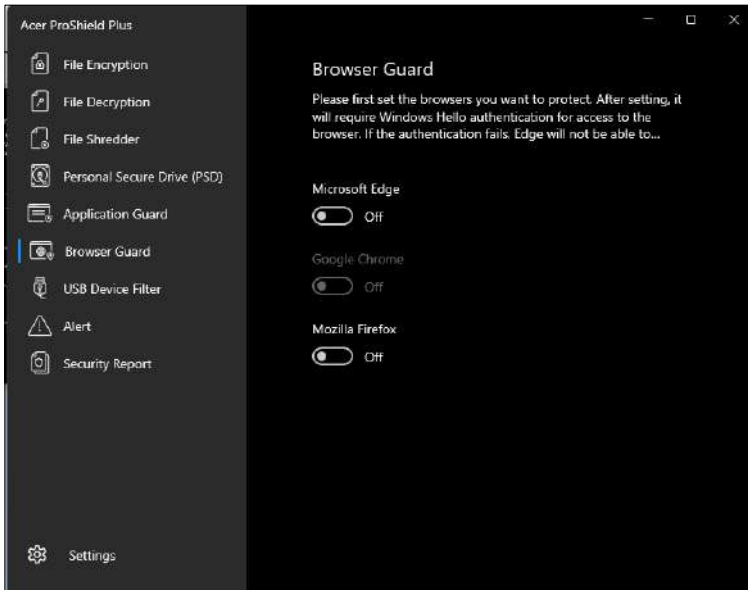 Acer ProShield Plus
File Encryption
File Decryption
File Shredder
Personal Secure Drive (PSD)
Application Guard
Browser Guard
USB Device Filter
Alert
Security Report
Settings
Browser Guard
Please first set the browsers you want to protect. After setting, it
will require Windows Hello authentication for access to the
browser. If the authentication fails, Edge will not be able to...
Microsoft Edge
Off
Google Chrome
Off
Mozilla Firefox
Off